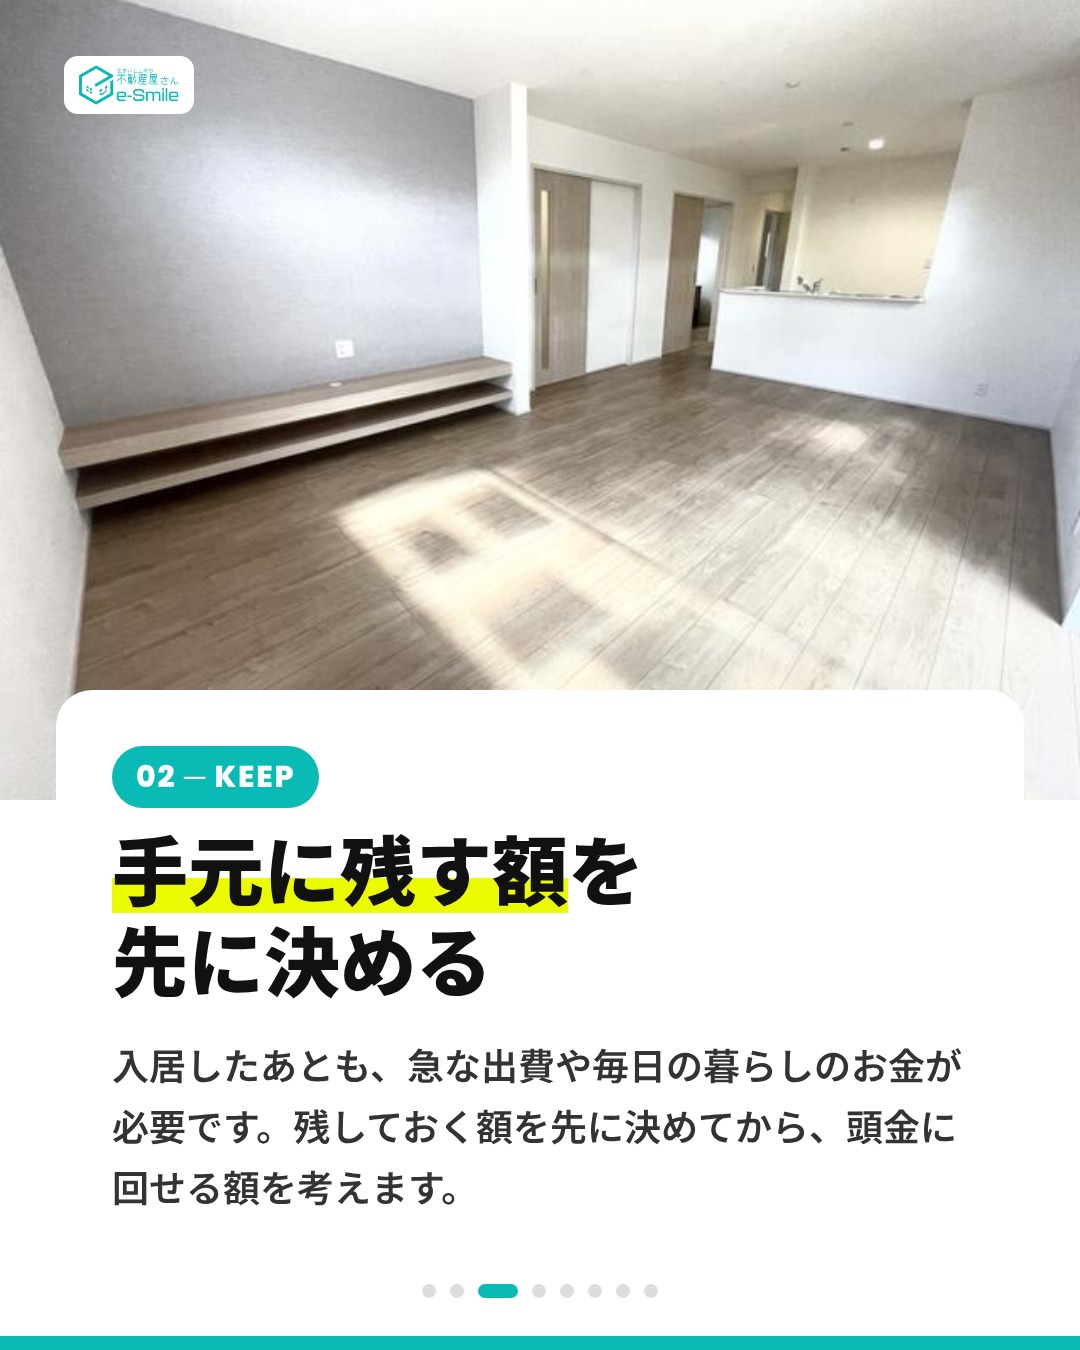 不動産屋さん
e-Smile
02 — KEEP
手元に残す額を
先に決める
入居したあとも、急な出費や毎日の暮らしのお金が
必要です。残しておく額を先に決めてから、頭金に
回せる額を考えます。